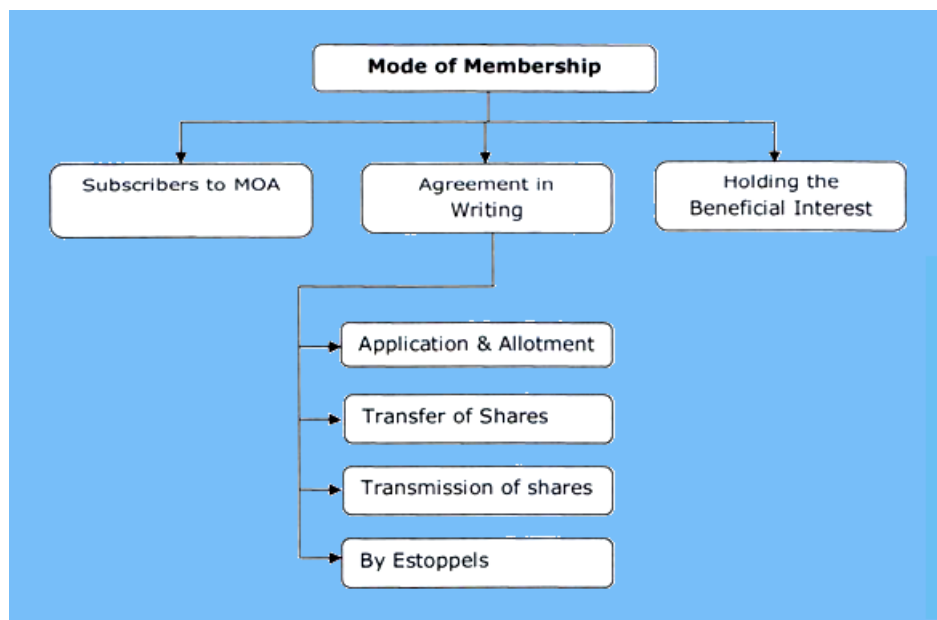 Mode of Membership
Subscribers to MOA
Agreement in
Writing
Holding the
Beneficial Interest
Application & Allotment
Transfer of Shares
Transmission of shares
By Estoppels